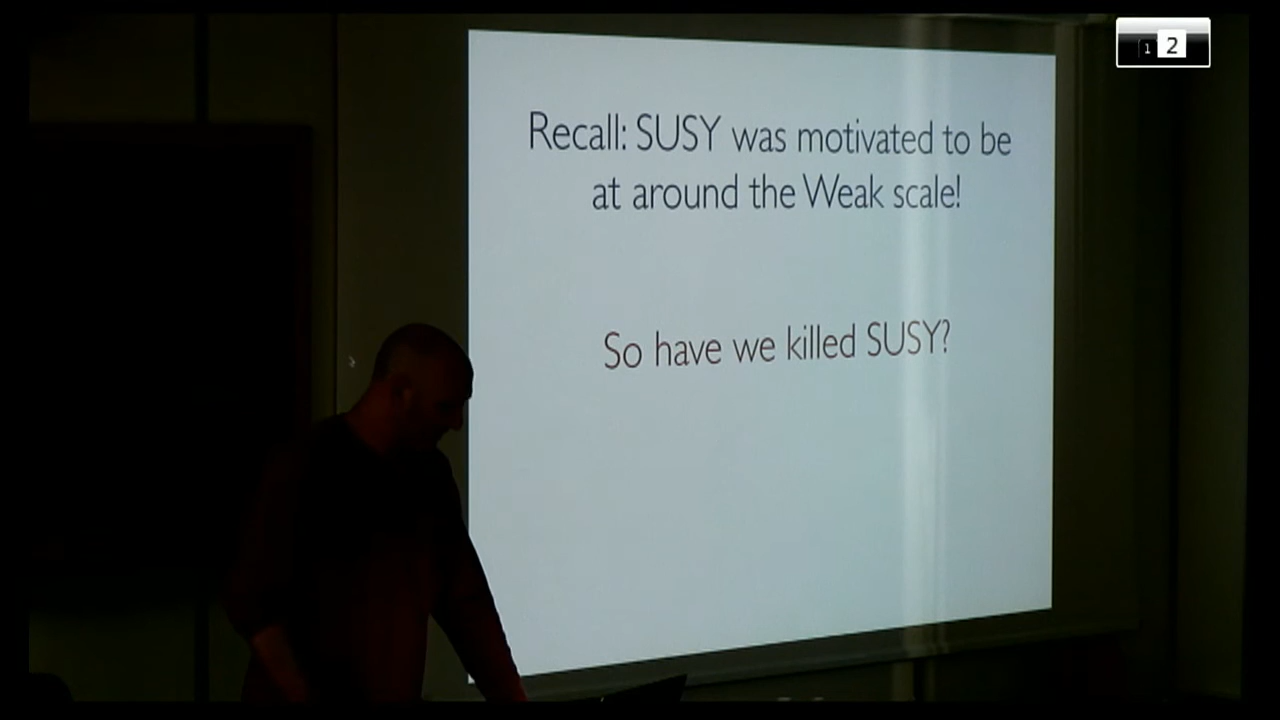 1 2
Recall: SUSY was motivated to be
at around the Weak scale!
So have we killed SUSY?